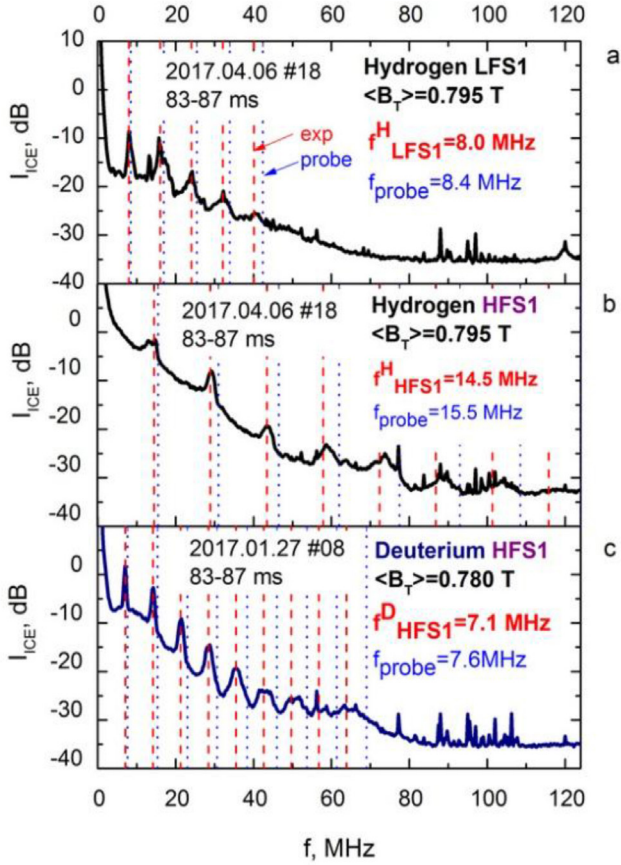 0 20 40 60 80 100 120
a
10
0
-10
-20
-30
-40
I_ICE, dB
2017.04.06 #18
83-87 ms
Hydrogen LFS1
<B_T>=0.795 T
exp
probe
f^H_LFS1=8.0 MHz
f_probe=8.4 MHz
b
0
-10
-20
-30
-40
I_ICE, dB
2017.04.06 #18
83-87 ms
Hydrogen HFS1
<B_T>=0.795 T
f^H_HFS1=14.5 MHz
f_probe=15.5 MHz
c
0
-10
-20
-30
-40
I_ICE, dB
2017.01.27 #08
83-87 ms
Deuterium HFS1
<B_T>=0.780 T
f^D_HFS1=7.1 MHz
f_probe=7.6MHz
0 20 40 60 80 100 120
f, MHz